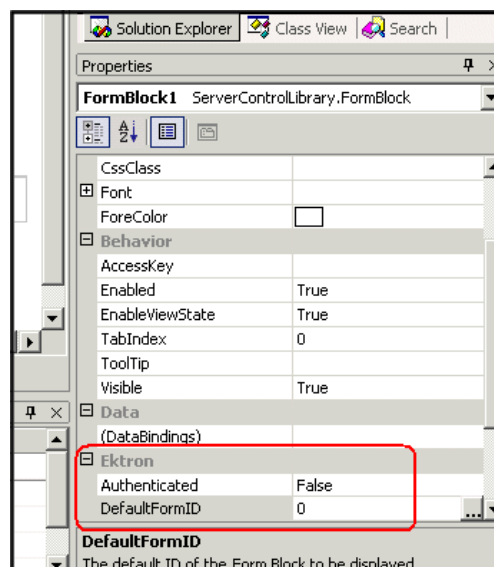 Solution Explorer Class View Search
Properties
FormBlock1 ServerControlLibrary.FormBlock
CssClass
Font
ForeColor
Behavior
AccessKey
Enabled True
EnableViewState True
TabIndex 0
ToolTip
Visible True
Data
(DataBindings)
Ektron
Authenticated False
DefaultFormID 0 ...
DefaultFormID
The default ID of the Form Block to be displayed